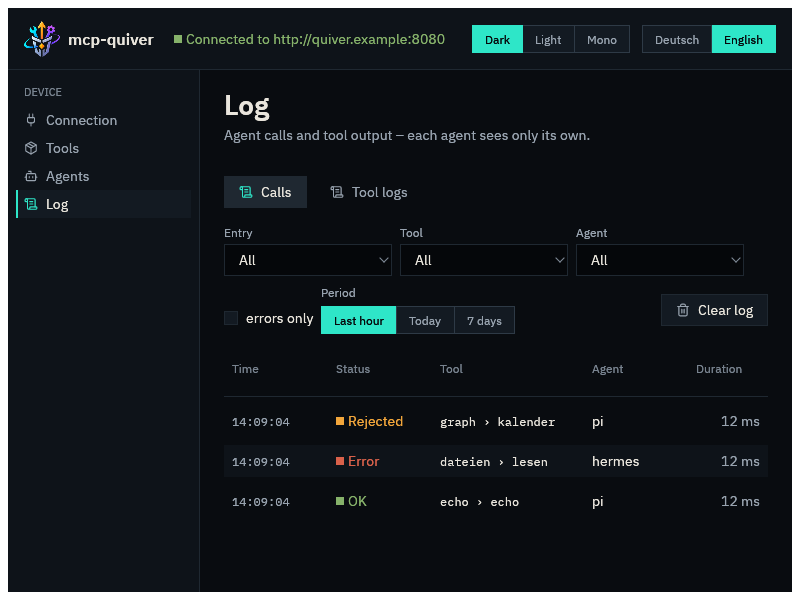 mcp-quiver
Connected to http://quiver.example:8080
Dark Light Mono
Deutsch English
DEVICE
Connection
Tools
Agents
Log
Log
Agent calls and tool output – each agent sees only its own.
Calls Tool logs
Entry Tool Agent
All All All
Period
errors only Last hour Today 7 days Clear log
Time Status Tool Agent Duration
14:09:04 Rejected graph › kalender pi 12 ms
14:09:04 Error dateien › lesen hermes 12 ms
14:09:04 OK echo › echo pi 12 ms